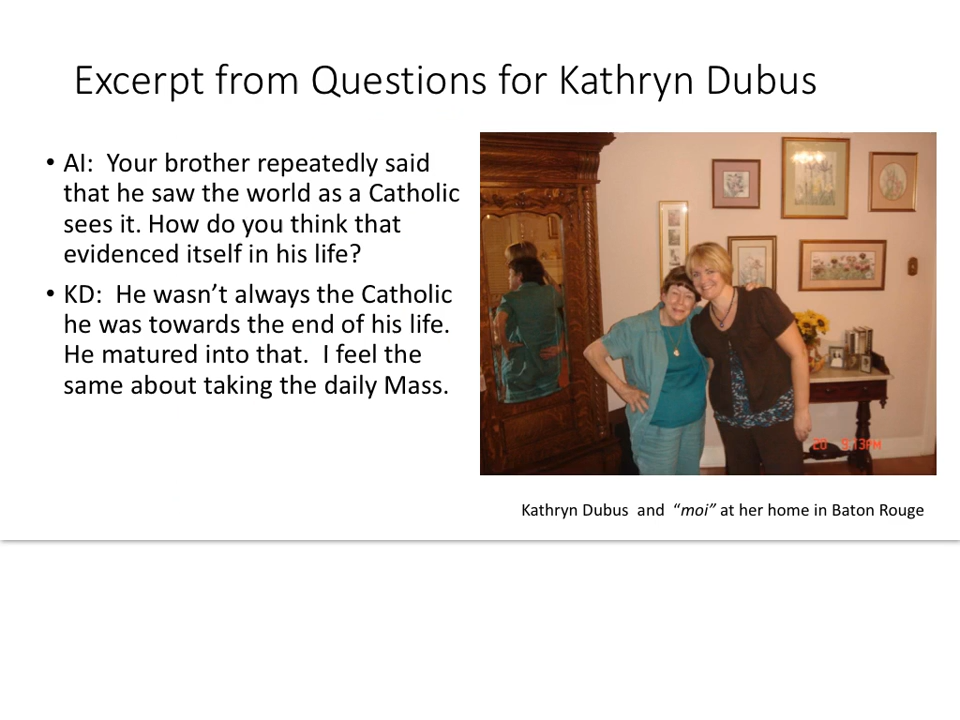 Excerpt from Questions for Kathryn Dubus
• AI:  Your brother repeatedly said
that he saw the world as a Catholic
sees it. How do you think that
evidenced itself in his life?
• KD:  He wasn’t always the Catholic
he was towards the end of his life.
He matured into that.  I feel the
same about taking the daily Mass.
20 9:13PM
Kathryn Dubus  and  “moi” at her home in Baton Rouge